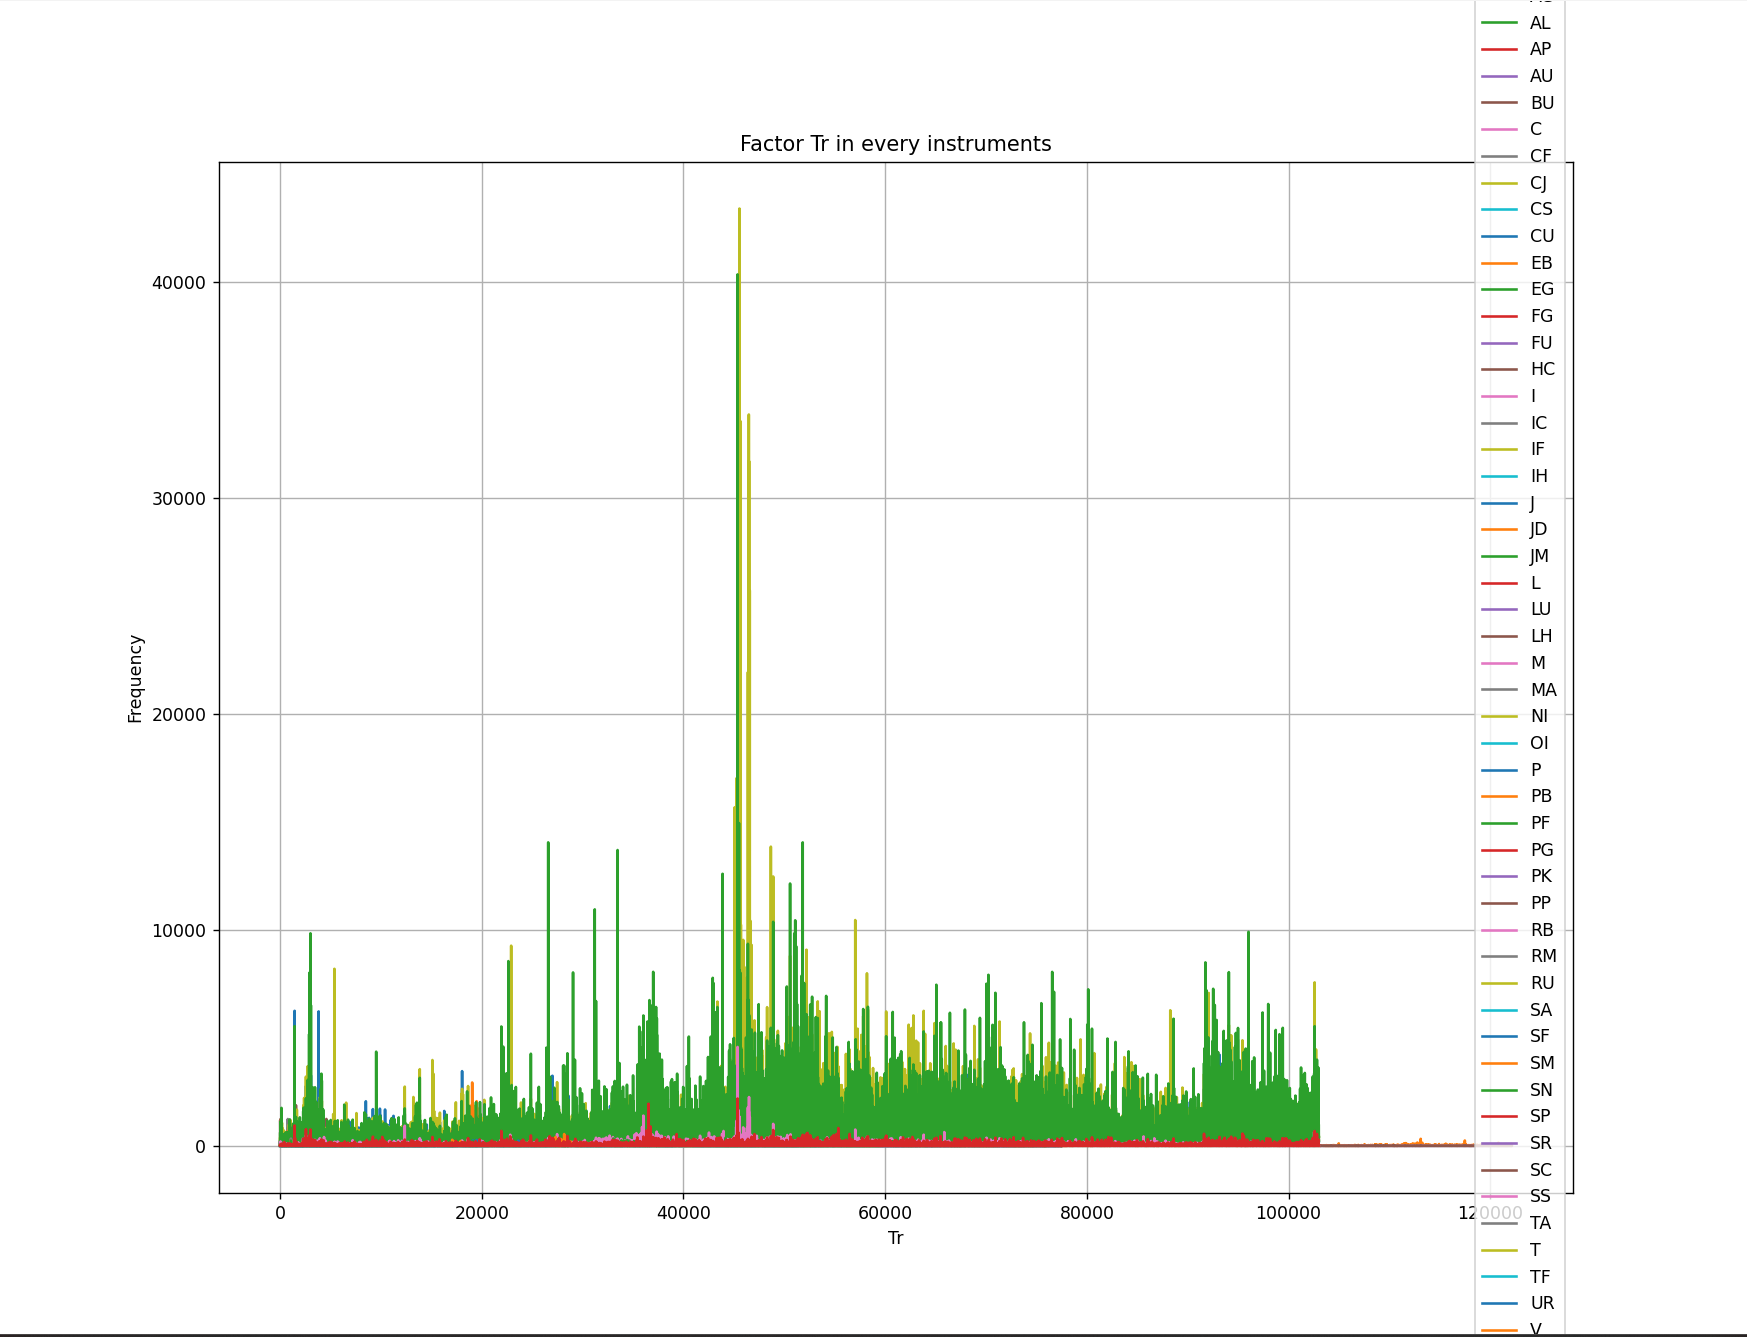 AL
AP
AU
BU
C
Factor Tr in every instruments
CF
CJ
CS
CU
EB
EG
FG
FU
HC
I
IC
IF
IH
J
JD
JM
L
LU
LH
M
MA
NI
OI
P
PB
PF
PG
PK
PP
RB
RM
RU
SA
SF
SM
SN
SP
SR
SC
SS
TA
T
TF
UR
V
40000
30000
20000
10000
0
Frequency
0 20000 40000 60000 80000 100000 120000
Tr